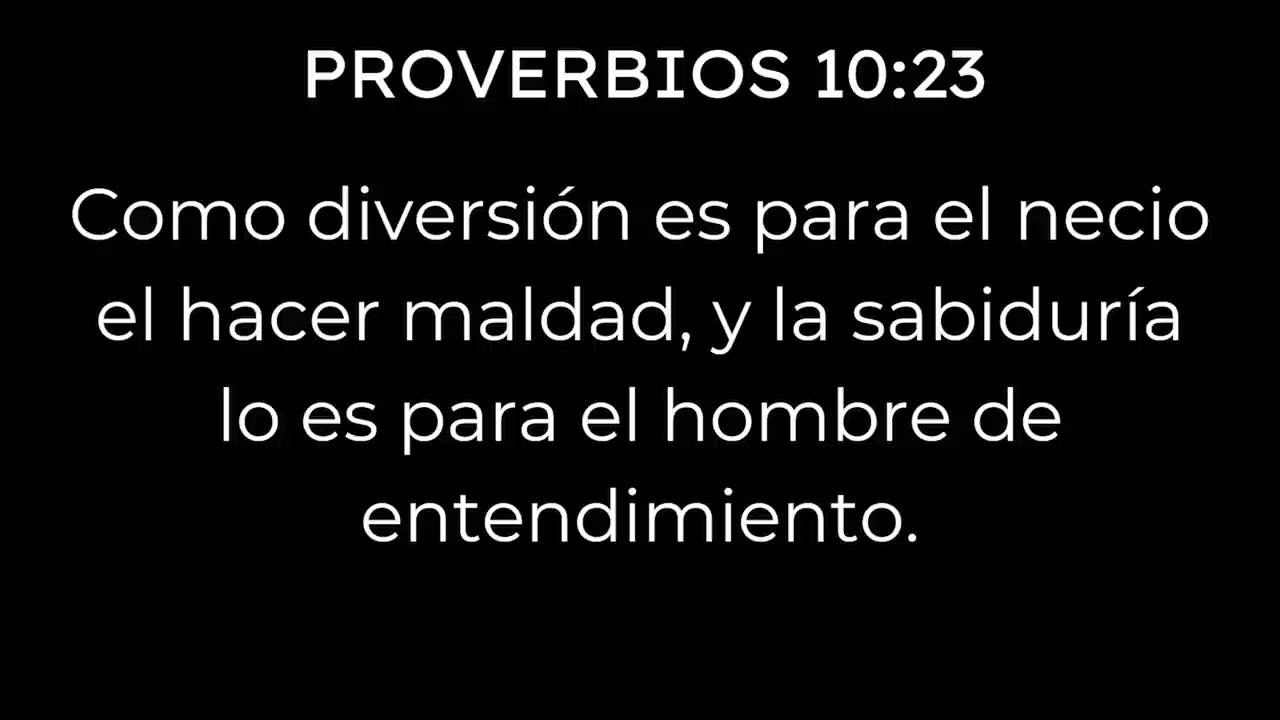 PROVERBIOS 10:23
Como diversión es para el necio
el hacer maldad, y la sabiduría
lo es para el hombre de
entendimiento.